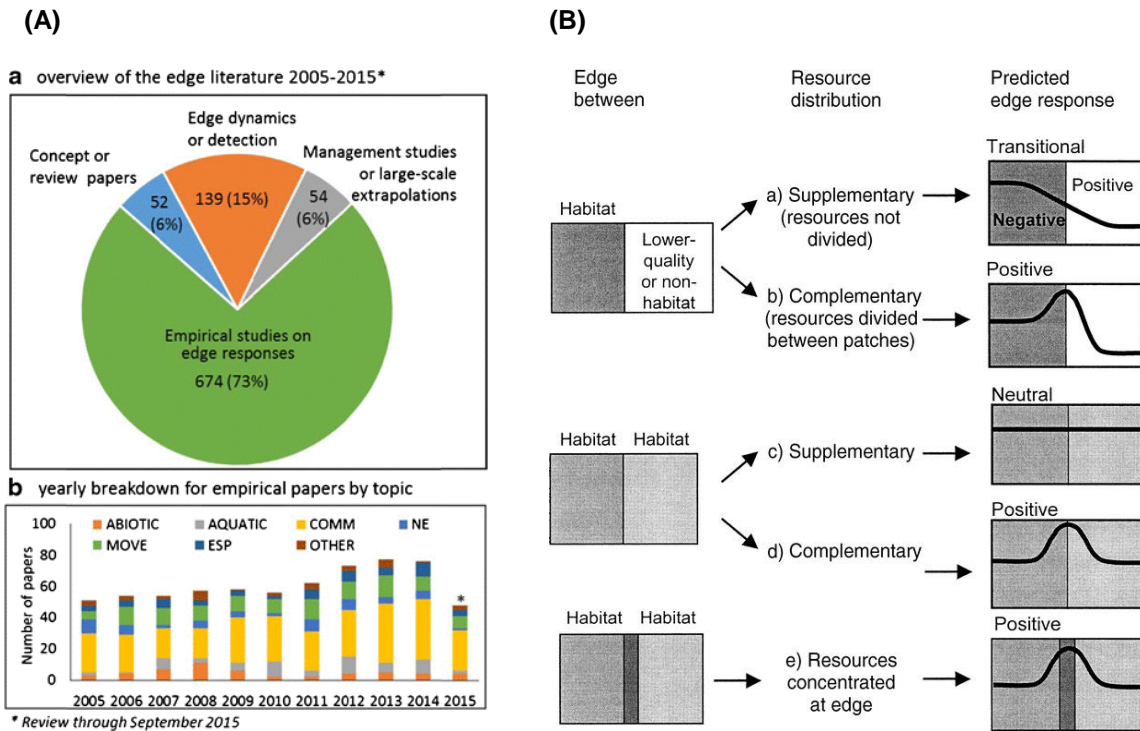 (A)
a overview of the edge literature 2005-2015*
Edge dynamics
or detection
Concept or
review papers
Management studies
or large-scale
extrapolations
52
(6%)
139 (15%)
54
(6%)
Empirical studies on
edge responses
674 (73%)
b yearly breakdown for empirical papers by topic
ABIOTIC AQUATIC COMM NE
MOVE ESP OTHER
Number of papers
100
80
60
40
20
0
*
2005 2006 2007 2008 2009 2010 2011 2012 2013 2014 2015
* Review through September 2015
(B)
Edge
between
Resource
distribution
Predicted
edge response
Habitat
Lower-
quality
or non-
habitat
a) Supplementary
(resources not
divided)
Transitional
Positive
Negative
b) Complementary
(resources divided
between patches)
Positive
Habitat Habitat
c) Supplementary
Neutral
d) Complementary
Positive
Habitat Habitat
e) Resources
concentrated
at edge
Positive